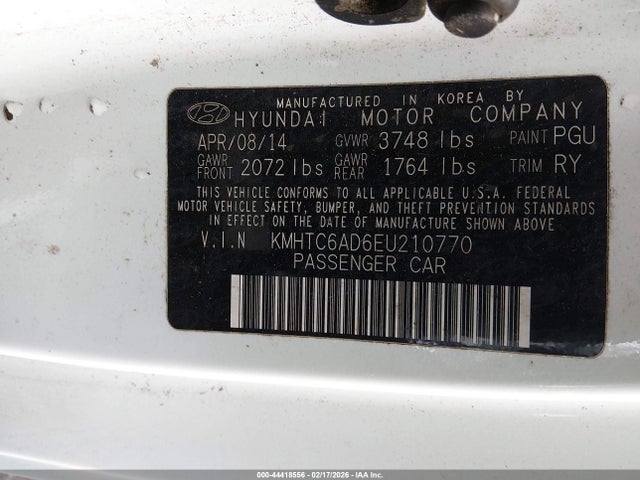 MANUFACTURED IN KOREA BY
HYUNDAI MOTOR COMPANY
APR/08/14 GVWR 3748 lbs PAINT PGU
GAWR FRONT 2072 lbs GAWR REAR 1764 lbs TRIM RY
THIS VEHICLE CONFORMS TO ALL APPLICABLE U.S.A. FEDERAL
MOTOR VEHICLE SAFETY, BUMPER, AND THEFT PREVENTION STANDARDS
IN EFFECT ON THE DATE OF MANUFACTURE SHOWN ABOVE.
V.I.N KMHTC6AD6EU210770
PASSENGER CAR
000-44418556 - 02/17/2026 - IAA Inc.